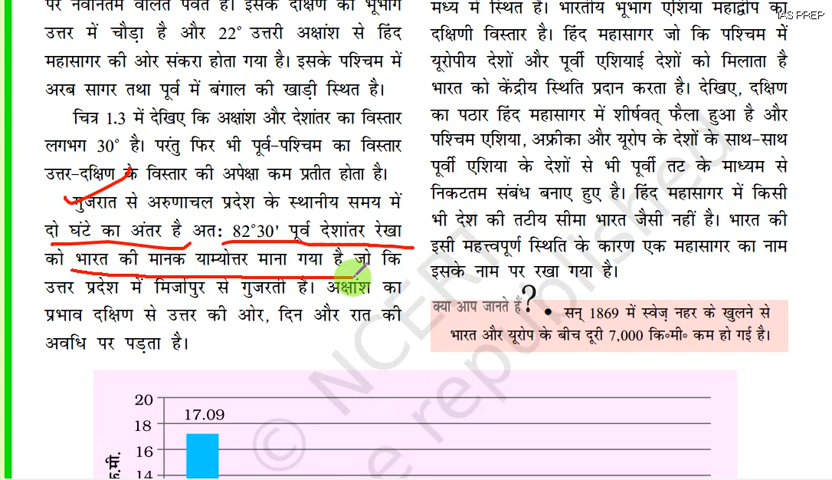 IAS PREP
पर नवीनतम वलित पर्वत हैं। इसके दक्षिण का भूभाग
उत्तर में चौड़ा है और 22° उत्तरी अक्षांश से हिंद
महासागर की ओर संकरा होता गया है। इसके पश्चिम में
अरब सागर तथा पूर्व में बंगाल की खाड़ी स्थित है।
चित्र 1.3 में देखिए कि अक्षांश और देशांतर का विस्तार
लगभग 30° है। परंतु फिर भी पूर्व-पश्चिम का विस्तार
उत्तर-दक्षिण के विस्तार की अपेक्षा कम प्रतीत होता है।
गुजरात से अरुणाचल प्रदेश के स्थानीय समय में
दो घंटे का अंतर है अतः 82°30' पूर्व देशांतर रेखा
को भारत की मानक याम्योत्तर माना गया है जो कि
उत्तर प्रदेश में मिर्जापुर से गुजरती है। अक्षांश का
प्रभाव दक्षिण से उत्तर की ओर, दिन और रात की
अवधि पर पड़ता है।
मध्य में स्थित है। भारतीय भूभाग एशिया महाद्वीप का
दक्षिणी विस्तार है। हिंद महासागर जो कि पश्चिम में
यूरोपीय देशों और पूर्वी एशियाई देशों को मिलाता है
भारत को केंद्रीय स्थिति प्रदान करता है। देखिए, दक्षिण
का पठार हिंद महासागर में शीर्षवत् फैला हुआ है और
पश्चिम एशिया, अफ्रीका और यूरोप के देशों के साथ-साथ
पूर्वी एशिया के देशों से भी पूर्वी तट के माध्यम से
निकटतम संबंध बनाए हुए है। हिंद महासागर में किसी
भी देश की तटीय सीमा भारत जैसी नहीं है। भारत की
इसी महत्त्वपूर्ण स्थिति के कारण एक महासागर का नाम
इसके नाम पर रखा गया है।
क्या आप जानते हैं?
• सन् 1869 में स्वेज़ नहर के खुलने से
भारत और यूरोप के बीच दूरी 7,000 कि॰मी॰ कम हो गई है।
© NCERT
republished
20
18
16
14
17.09